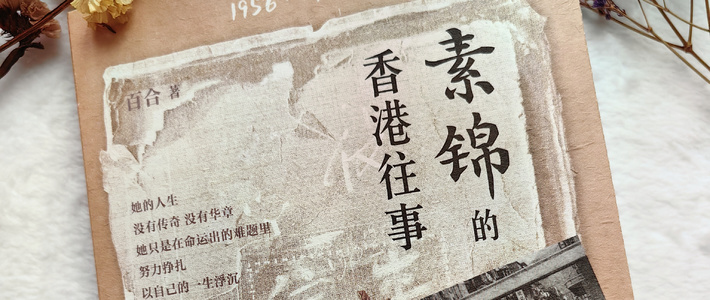 1956
素锦的
香港往事
百合 著
她的人生
没有传奇 没有华章
她只是在命运出的难题里
努力挣扎
以自己的一生浮沉